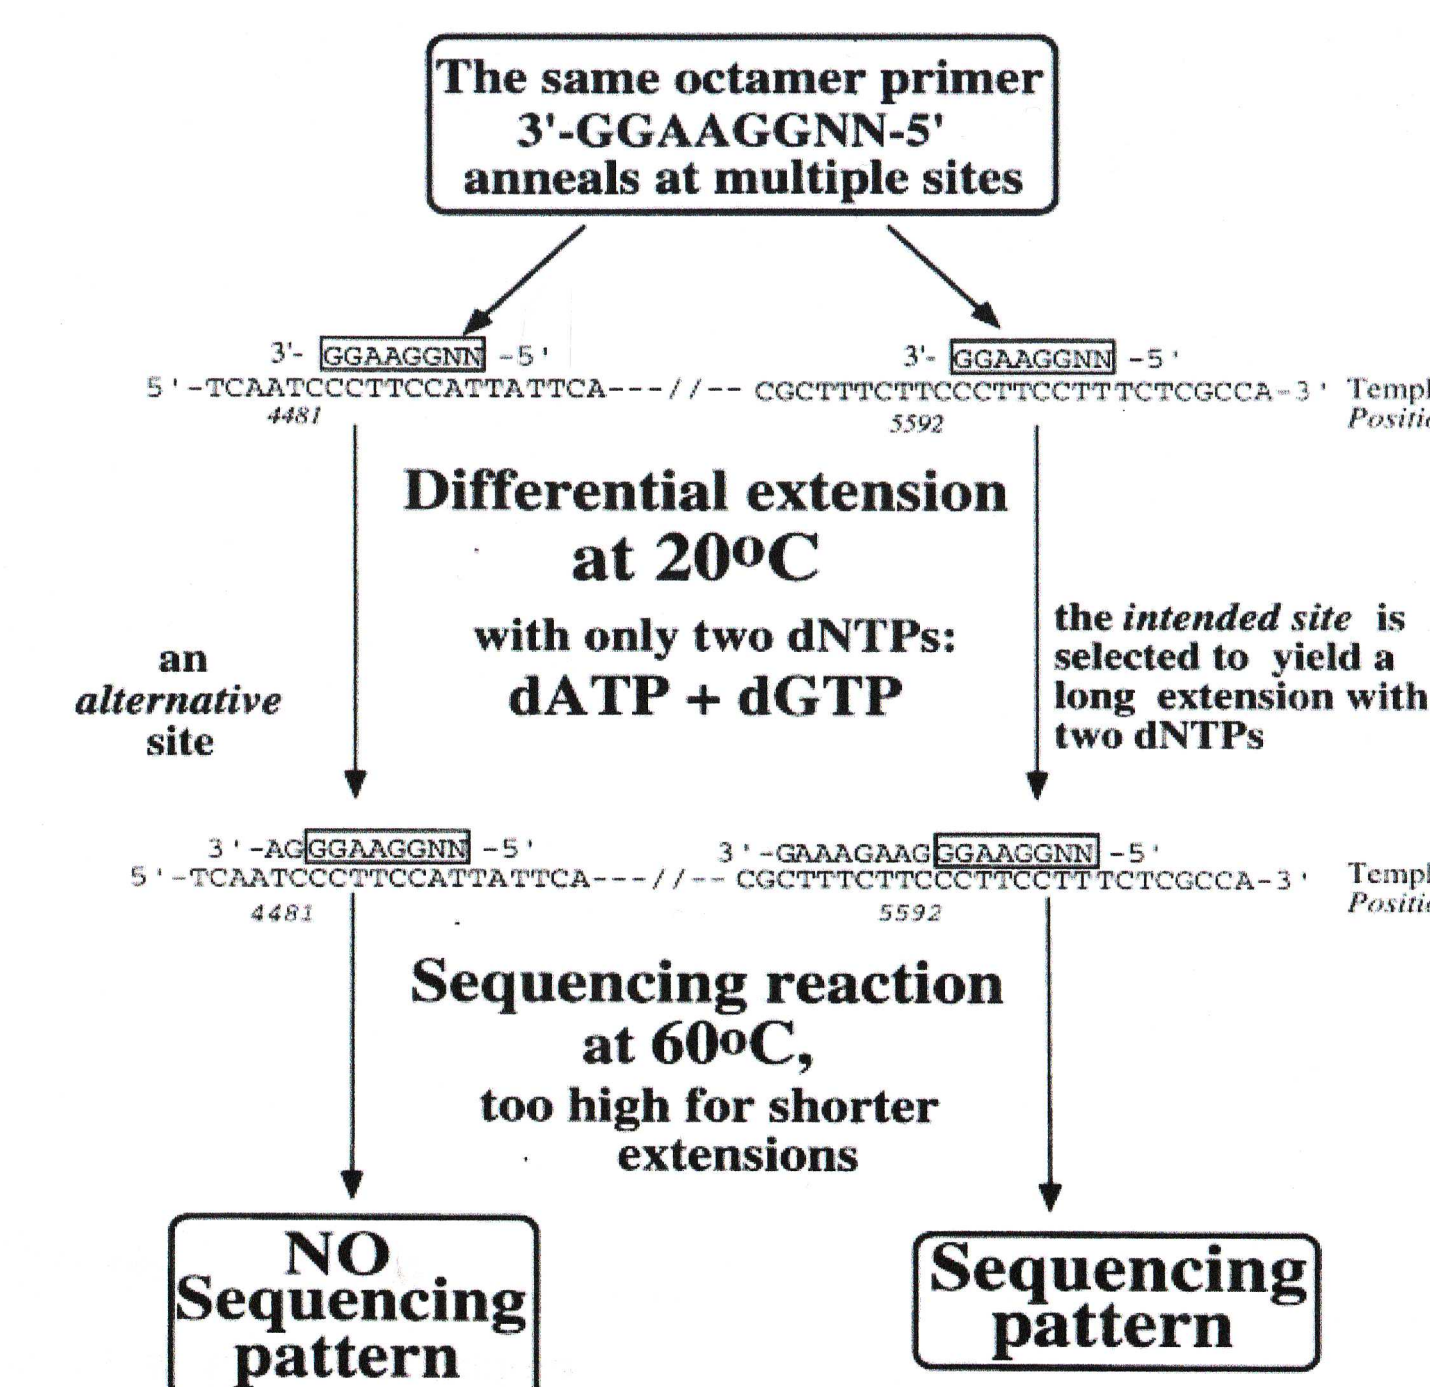 The same octamer primer
3'-GGAAGGNN-5'
anneals at multiple sites
3'- GGAAGGNN -5'
3'- GGAAGGNN -5'
5'-TCAATCCCTTCCATTATTCA---//-- CGCTTTCTTCCCTTCCTTTCTCGCCA-3'
4481
5592
Differential extension
at 20oC
with only two dNTPs:
dATP + dGTP
an
alternative
site
the intended site is
selected to yield a
long extension with
two dNTPs
3'-AGGGAAGGNN -5'
3'-GAAAGAAGGGAAGGNN -5'
5'-TCAATCCCTTCCATTATTCA---//-- CGCTTTCTTCCCTTCCTTTCTCGCCA-3'
4481
5592
Sequencing reaction
at 60oC,
too high for shorter
extensions
NO
Sequencing
pattern
Sequencing
pattern